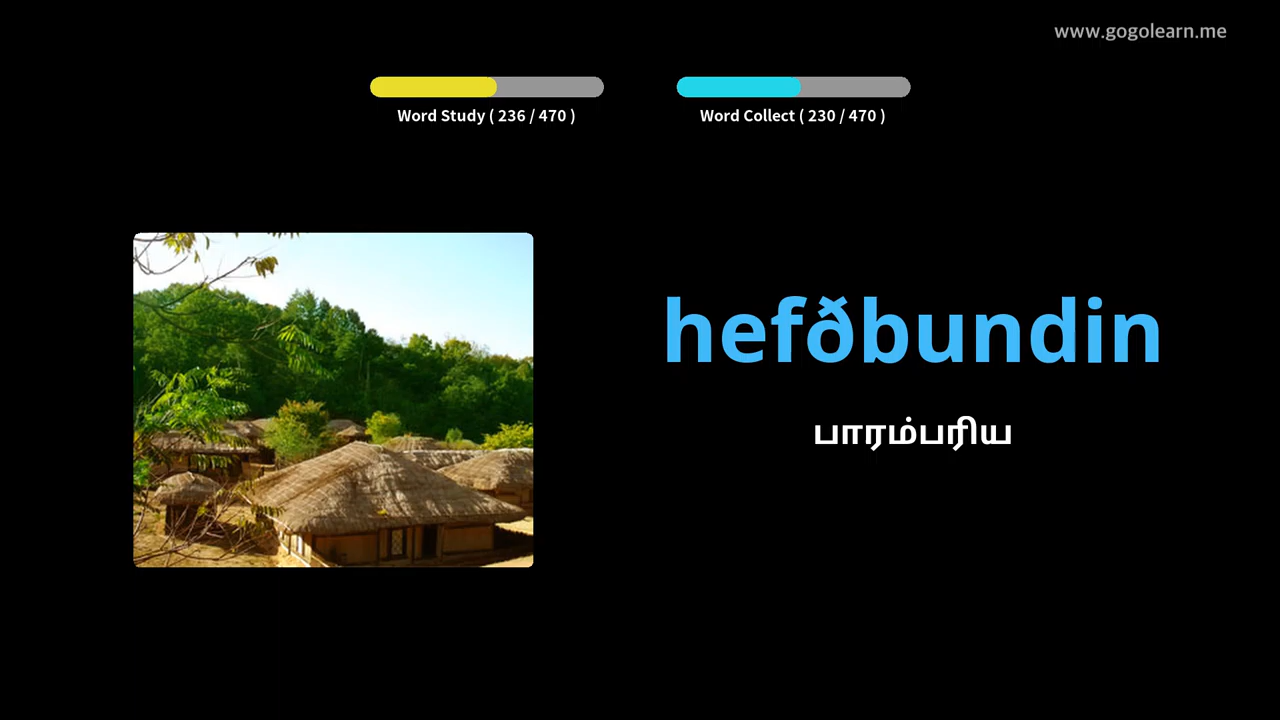 www.gogolearn.me
Word Study ( 236 / 470 )
Word Collect ( 230 / 470 )
hefðbundin
பாரம்பரிய